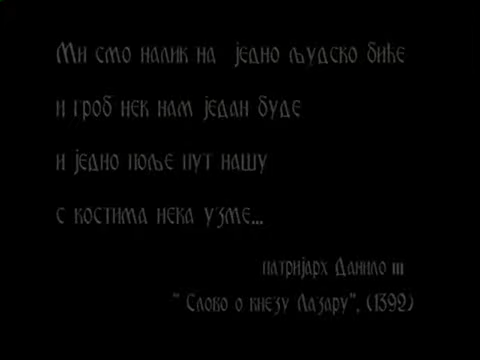 Ми смо налик на једно људско биће
и гроб нек нам један буде
и једно поље пут нашу
с костима нека узме...
патријарх Данило III
" Слово о кнезу Лазару", (1392)